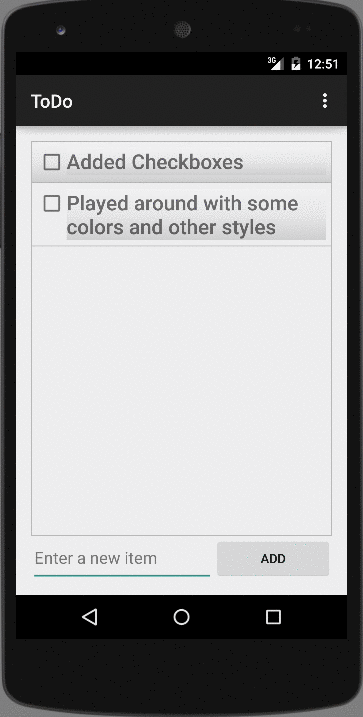 3G 12:51
ToDo
Added Checkboxes
Played around with some
colors and other styles
Enter a new item
ADD